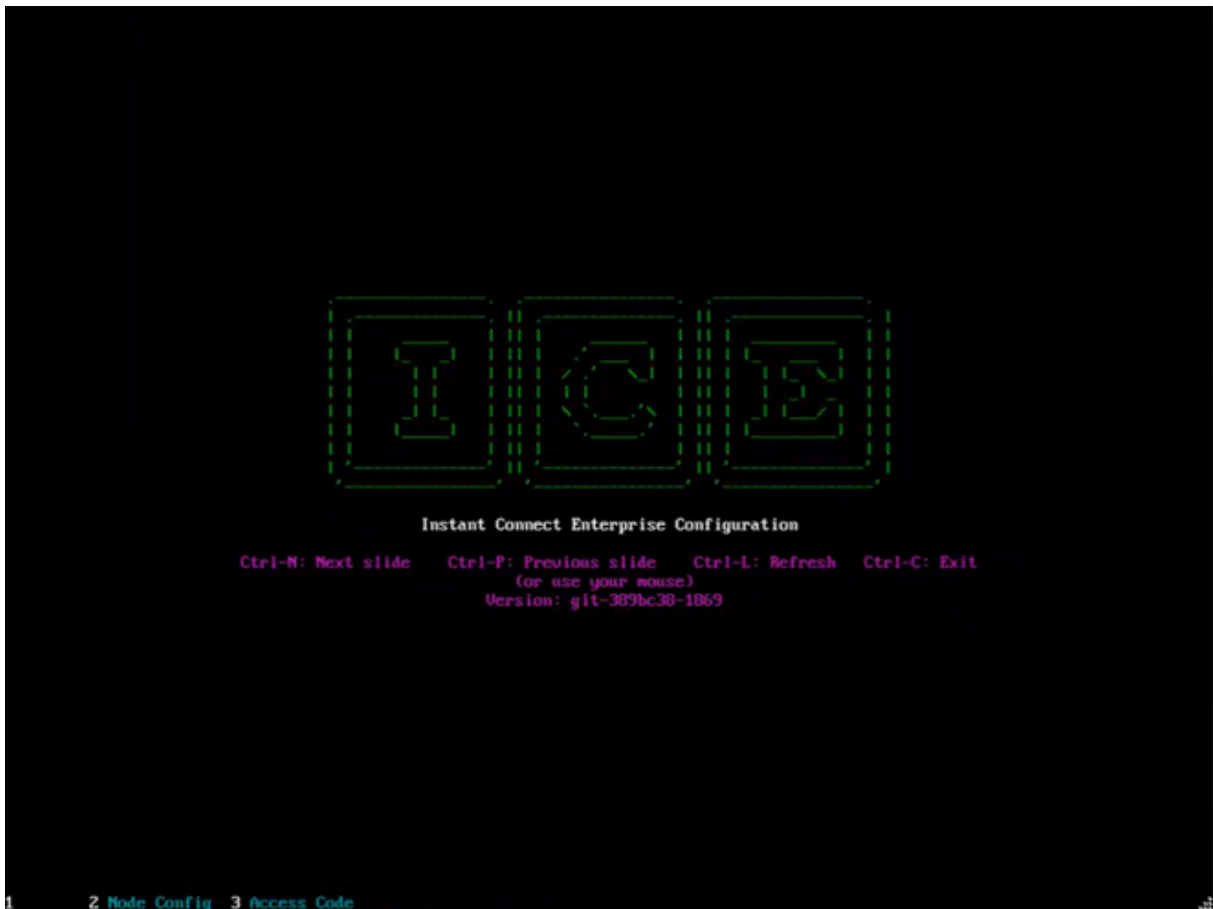 ICE
Instant Connect Enterprise Configuration
Ctrl-N: Next slide Ctrl-P: Previous slide Ctrl-L: Refresh Ctrl-C: Exit
(or use your mouse)
Version: git-389bc38-1869
1 2 Node Config 3 Access Code